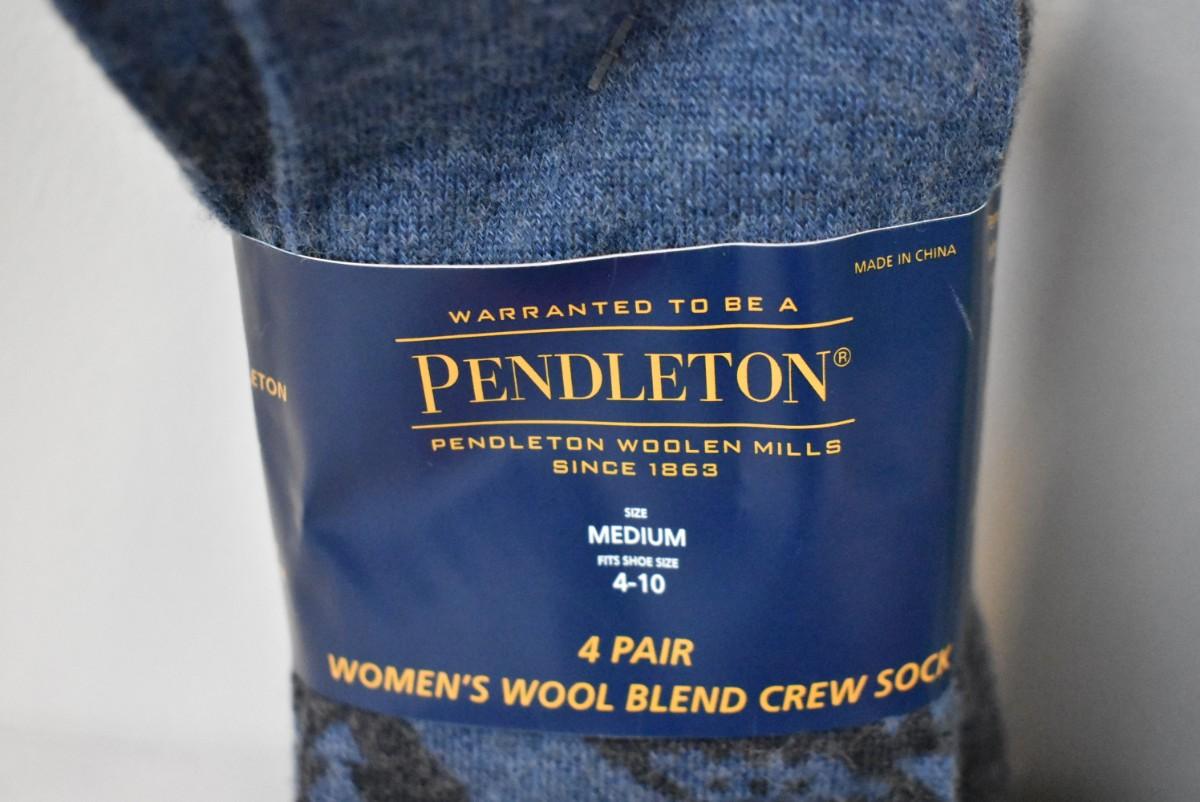 MADE IN CHINA
WARRANTED TO BE A
PENDLETON®
PENDLETON WOOLEN MILLS
SINCE 1863
ETON
SIZE
MEDIUM
FITS SHOE SIZE
4-10
4 PAIR
WOMEN'S WOOL BLEND CREW SOCK